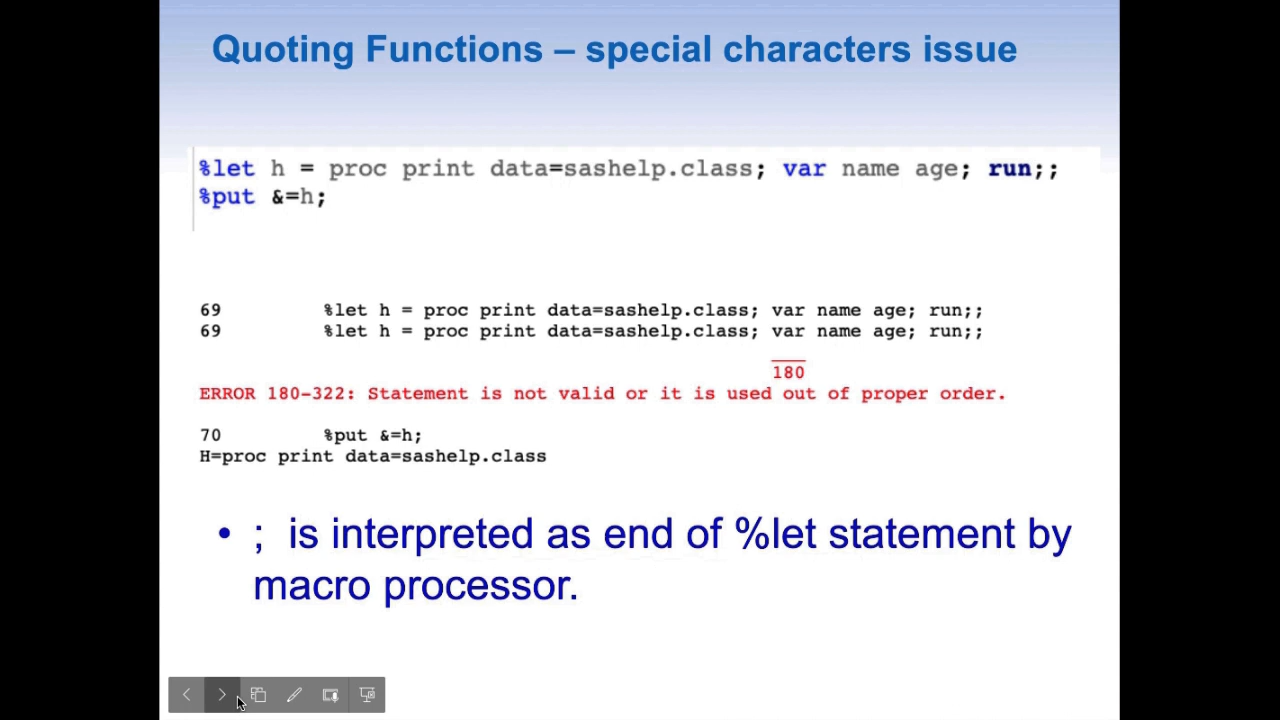 Quoting Functions – special characters issue
%let h = proc print data=sashelp.class; var name age; run;;
%put &=h;
69 %let h = proc print data=sashelp.class; var name age; run;;
69 %let h = proc print data=sashelp.class; var name age; run;;
180
ERROR 180-322: Statement is not valid or it is used out of proper order.
70 %put &=h;
H=proc print data=sashelp.class
• ; is interpreted as end of %let statement by
macro processor.